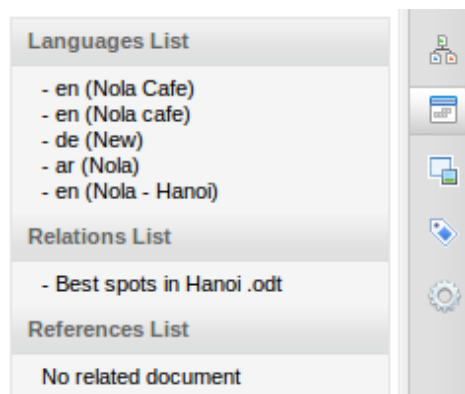 Languages List
- en (Nola Cafe)
- en (Nola cafe)
- de (New)
- ar (Nola)
- en (Nola - Hanoi)
Relations List
- Best spots in Hanoi .odt
References List
No related document